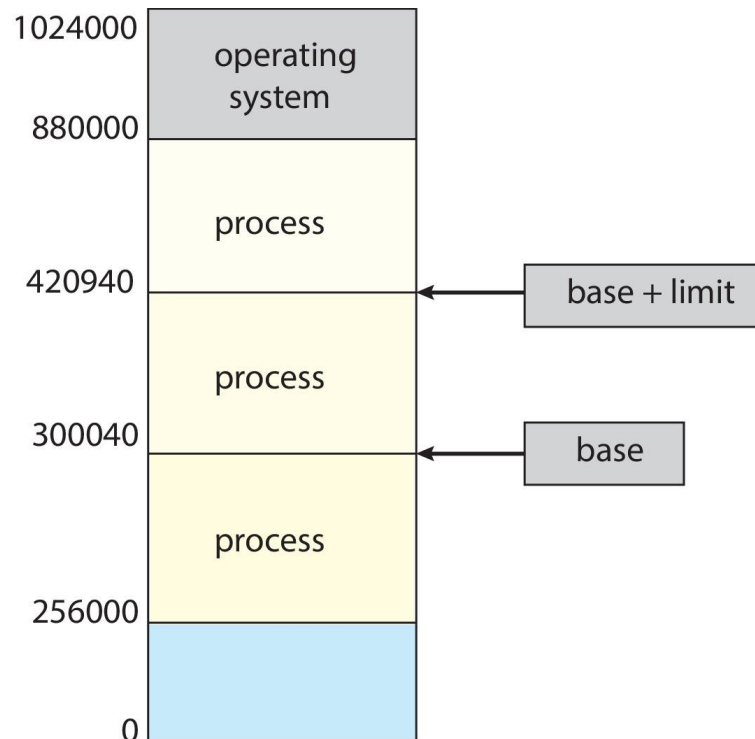 1024000
operating
system
880000
process
420940
base + limit
process
300040
base
process
256000
0